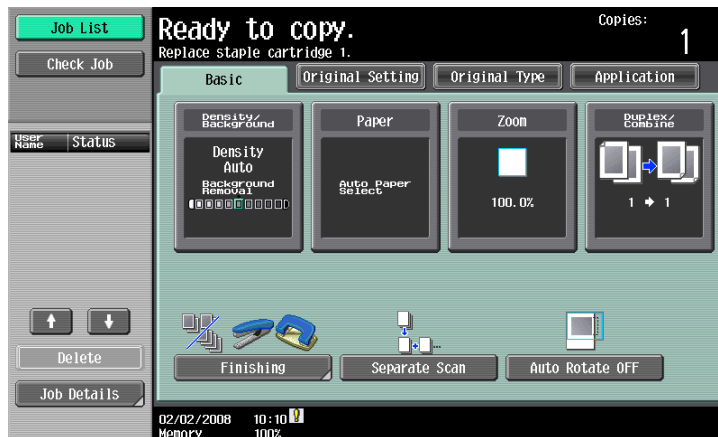 Job List
Check Job
User Name
Status
Delete
Job Details
Ready to copy.
Replace staple cartridge 1.
Copies:
1
Basic
Original Setting
Original Type
Application
Density/
Background
Density
Auto
Background
Removal
Paper
Auto Paper
Select
Zoom
100.0%
Duplex/
Combine
1 → 1
Finishing
Separate Scan
Auto Rotate OFF
02/02/2008 10:10
Memory 100%